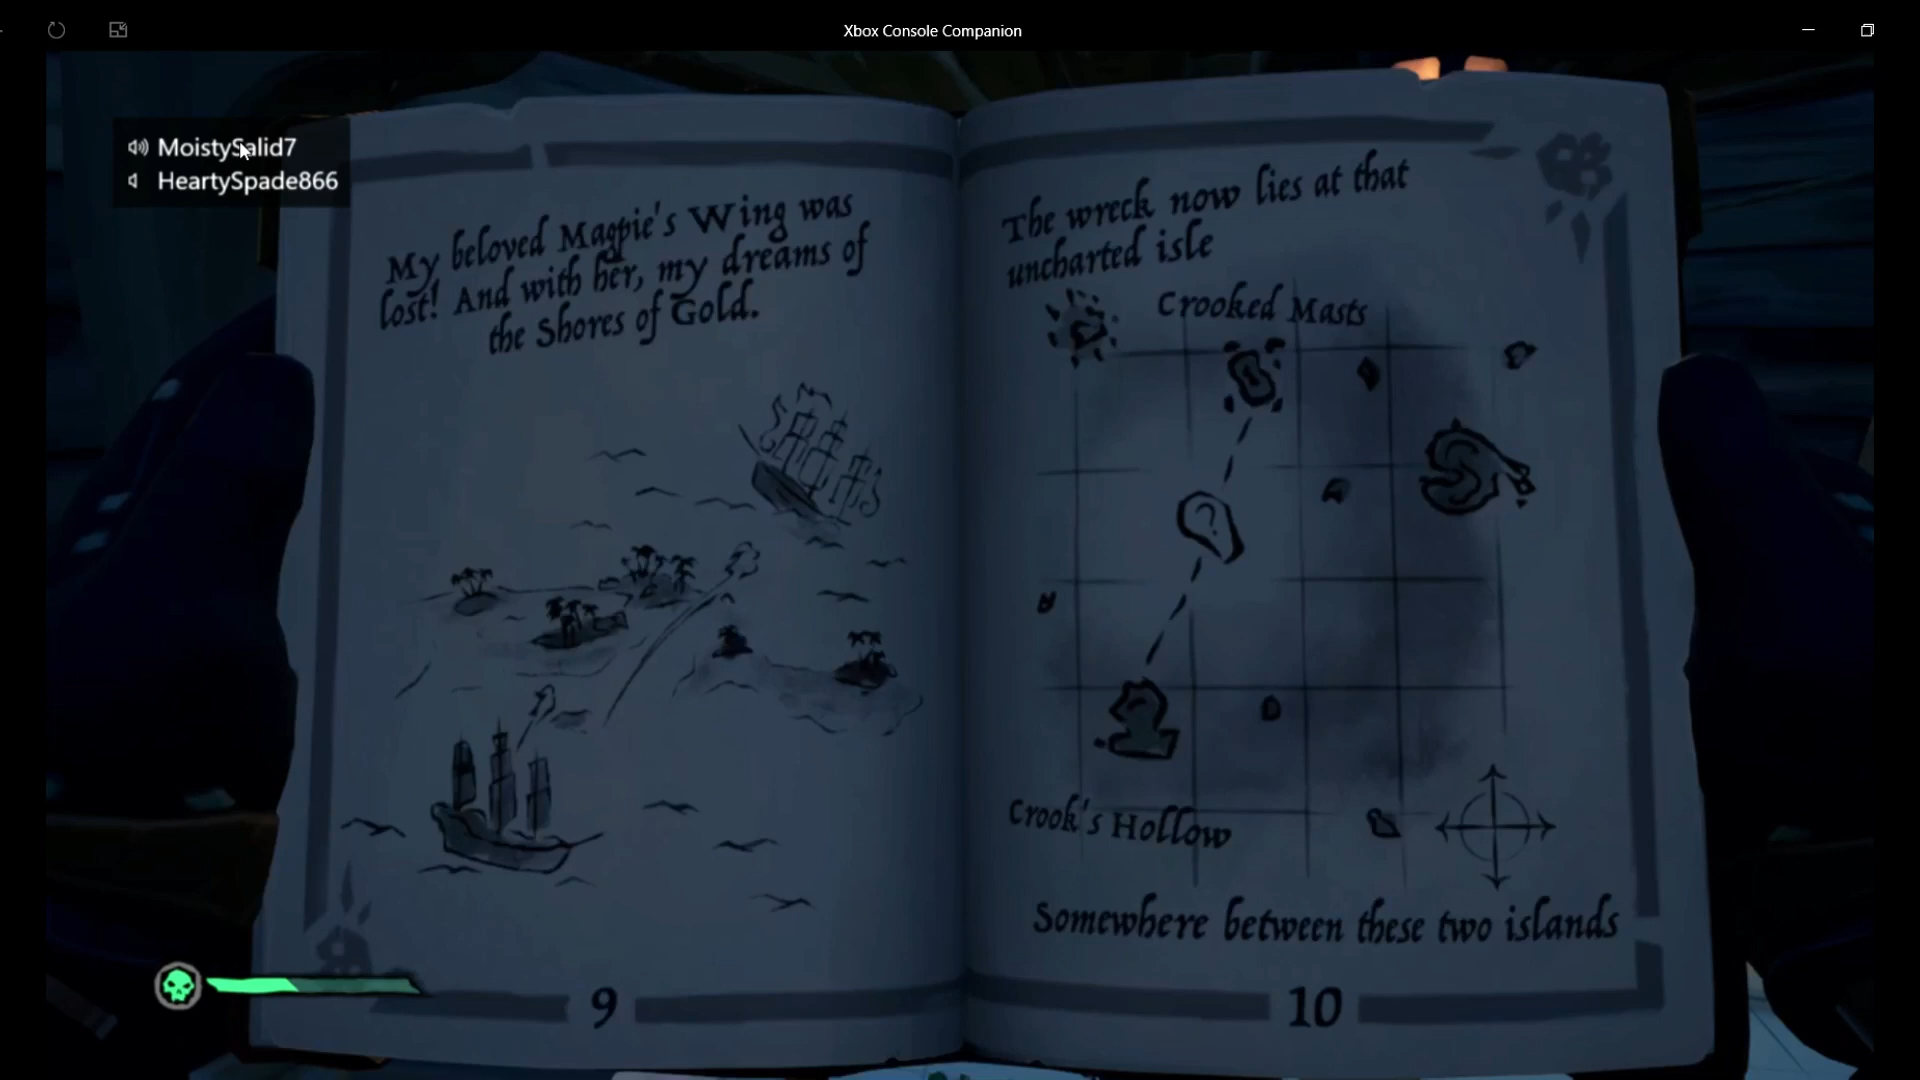 Xbox Console Companion
MoistySalid7
HeartySpade866
My beloved Magpie's Wing was
lost! And with her, my dreams of
the Shores of Gold.
9
The wreck now lies at that
uncharted isle
Crooked Masts
?
Crook's Hollow
Somewhere between these two islands
10